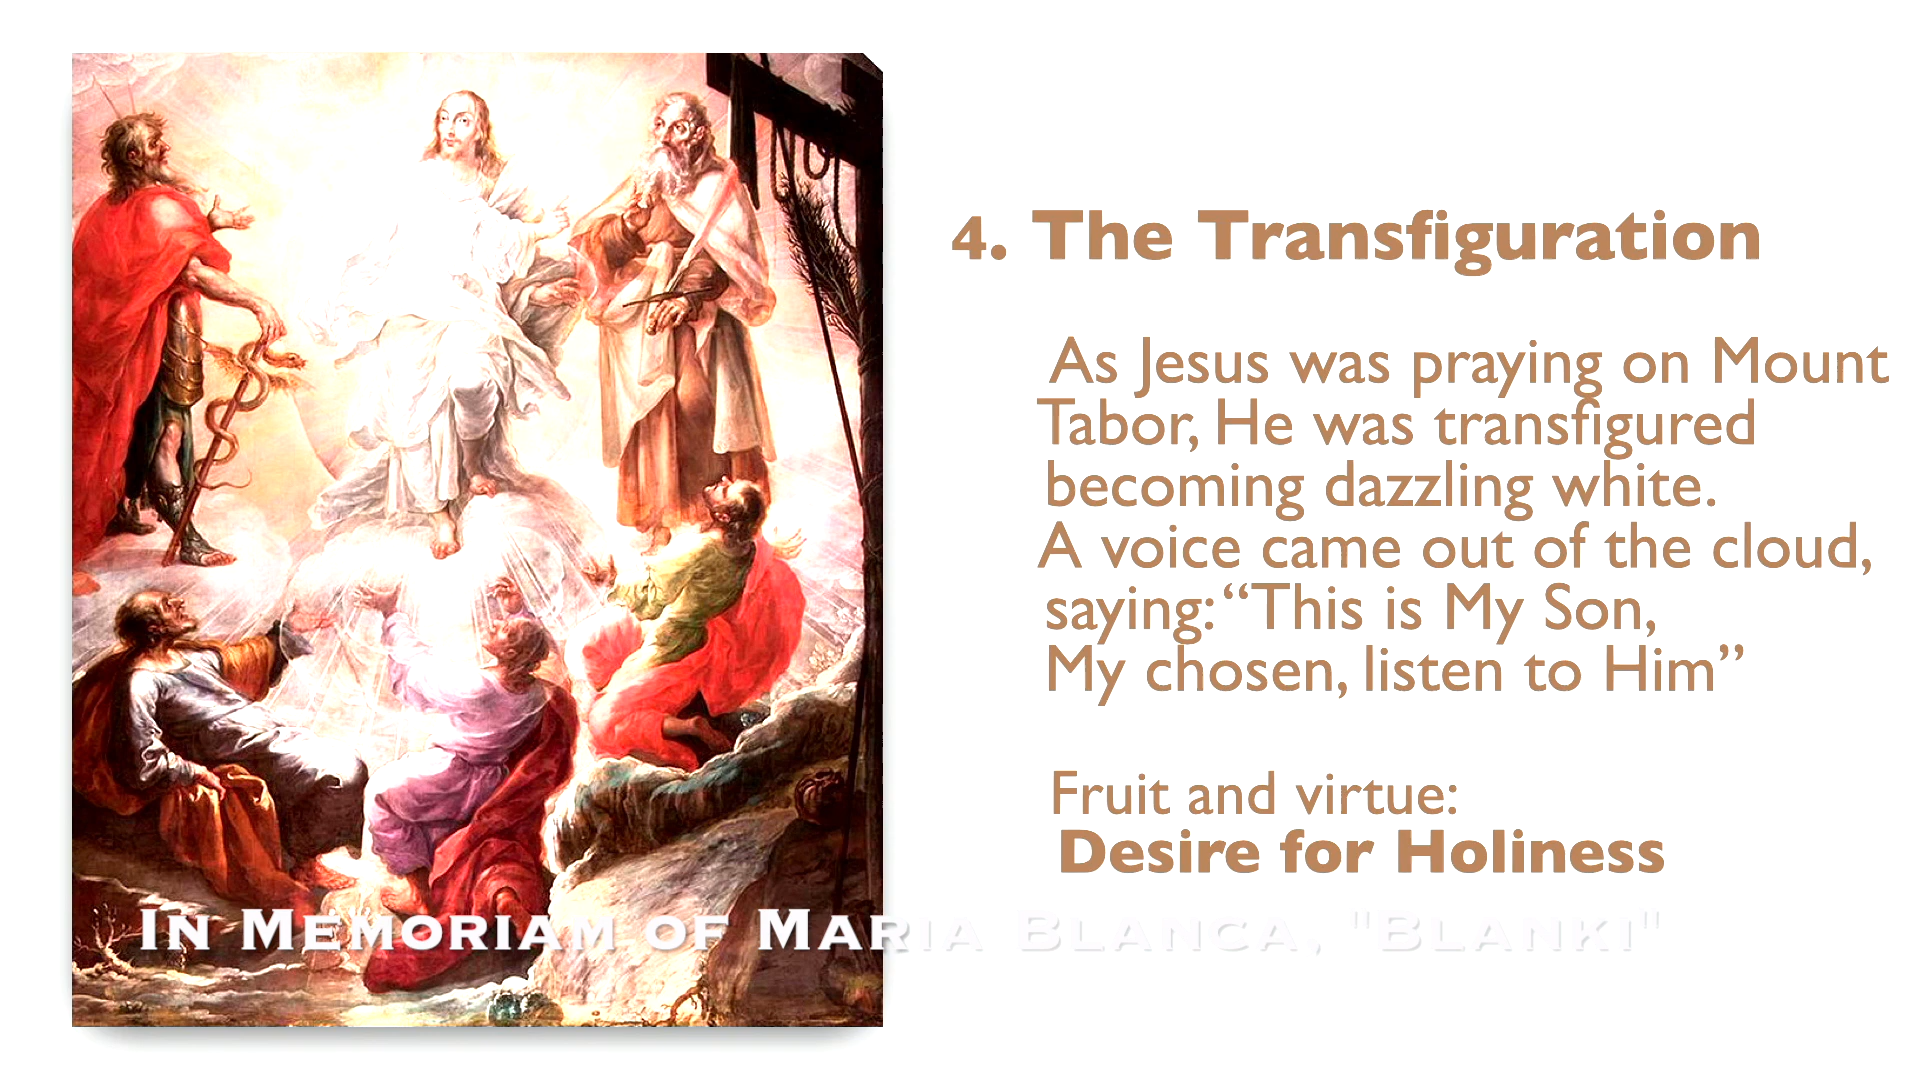 4. The Transfiguration
As Jesus was praying on Mount
Tabor, He was transfigured
becoming dazzling white.
A voice came out of the cloud,
saying: “This is My Son,
My chosen, listen to Him”
Fruit and virtue:
Desire for Holiness
In Memoriam of Maria Blanca, "Blanki"